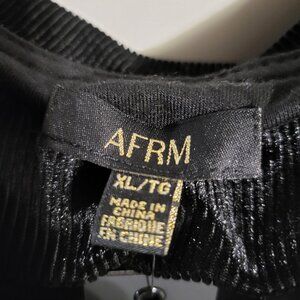 AFRM
XL/TG
MADE IN
CHINA
FABRIQUÉ
EN CHINE